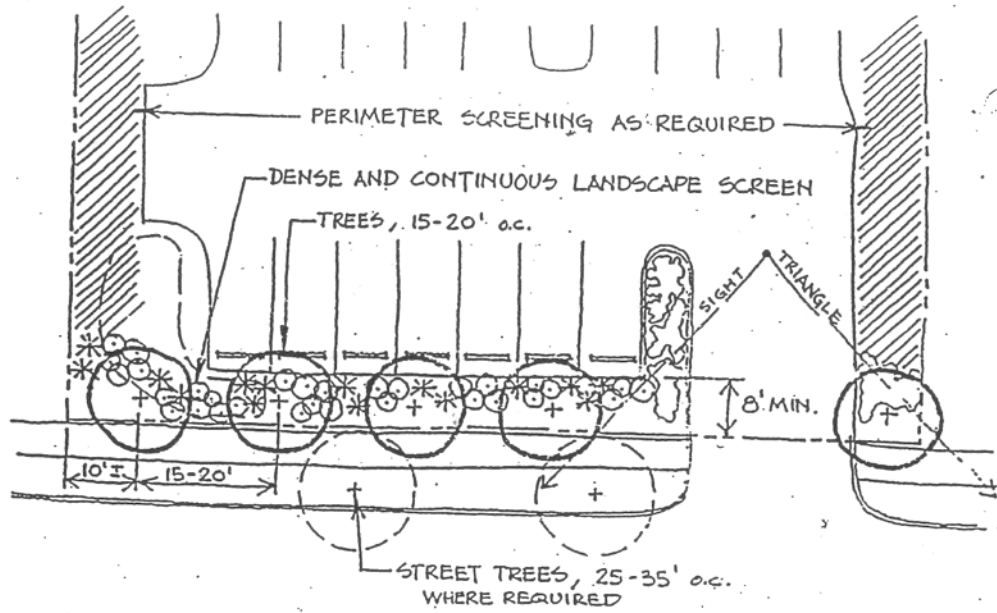 PERIMETER SCREENING AS REQUIRED
DENSE AND CONTINUOUS LANDSCAPE SCREEN
TREES, 15-20' o.c.
SIGHT
TRIANGLE
8' MIN.
10' ±
15-20'
STREET TREES, 25-35' o.c.
WHERE REQUIRED